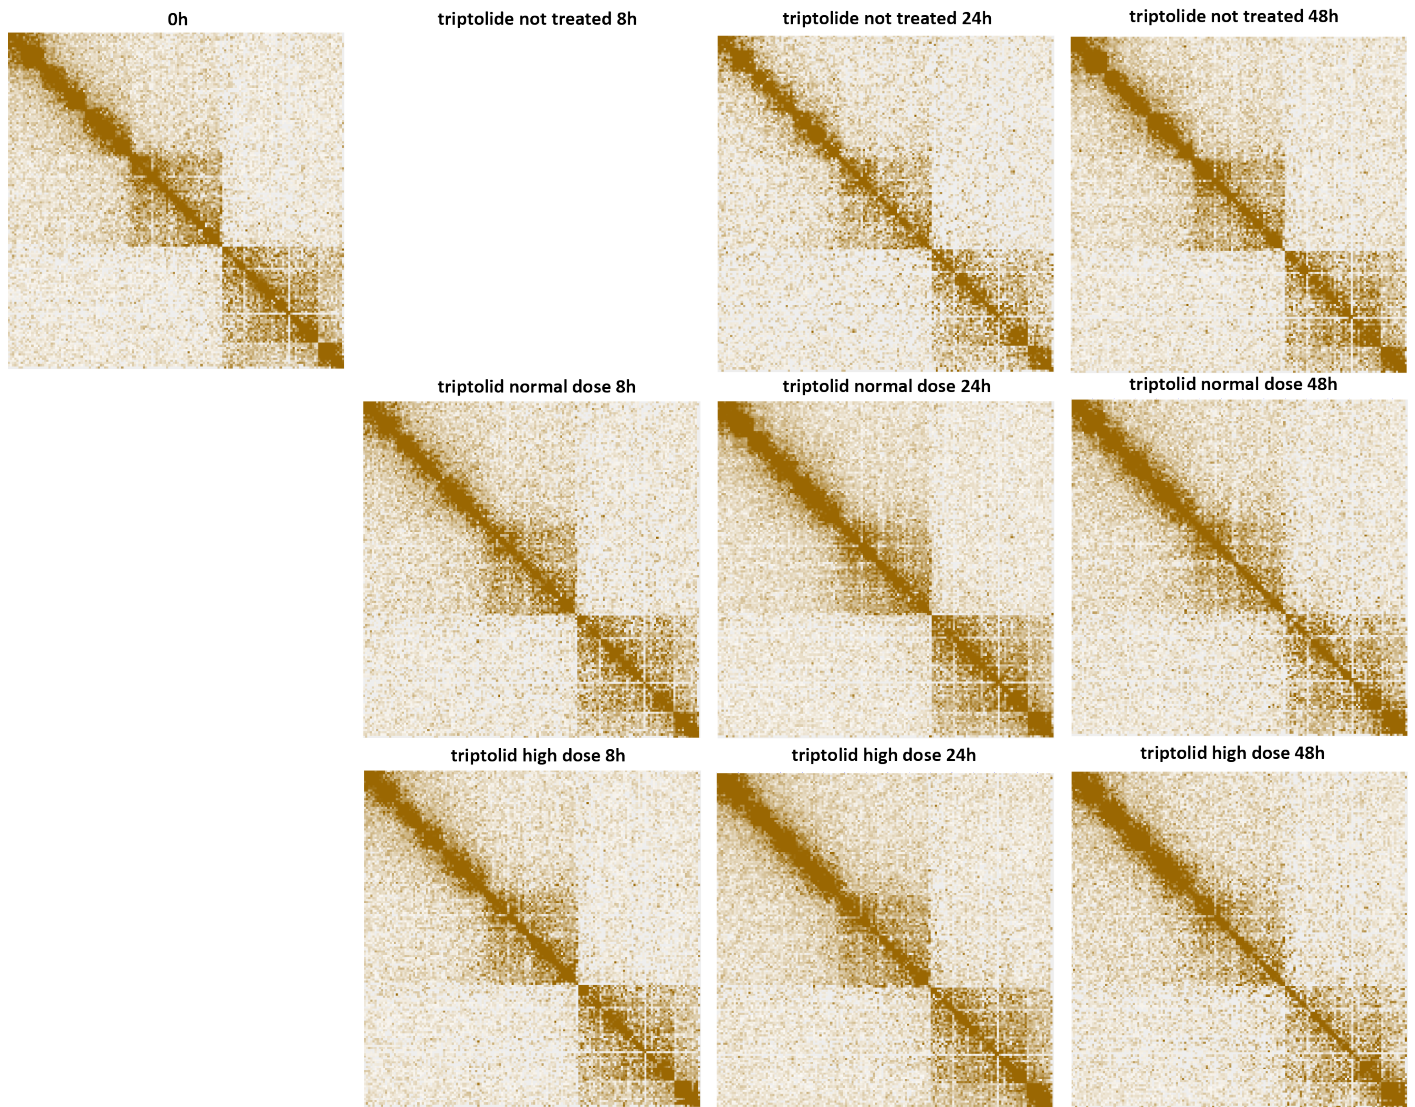 0h
triptolide not treated 8h
triptolide not treated 24h
triptolide not treated 48h
triptolid normal dose 8h
triptolid normal dose 24h
triptolid normal dose 48h
triptolid high dose 8h
triptolid high dose 24h
triptolid high dose 48h